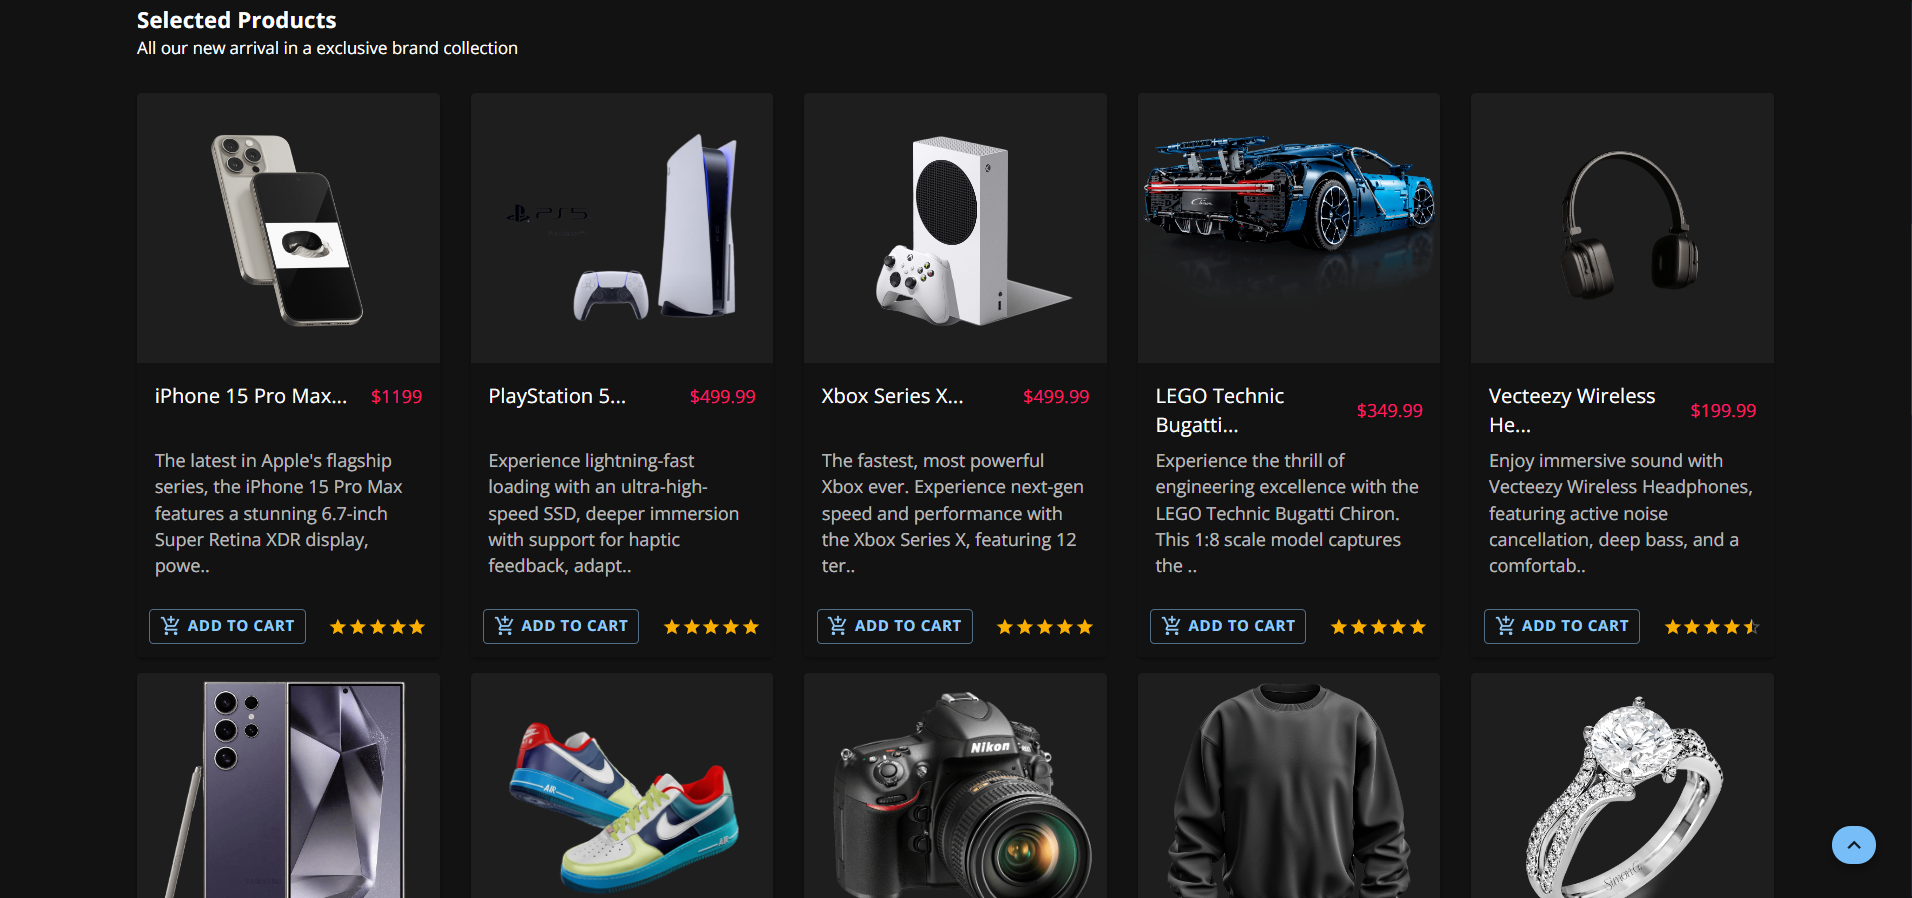 Selected Products
All our new arrival in a exclusive brand collection
PS5
Chiron
iPhone 15 Pro Max...
$1199
PlayStation 5...
$499.99
Xbox Series X...
$499.99
LEGO Technic
Bugatti...
$349.99
Vecteezy Wireless
He...
$199.99
The latest in Apple's flagship
series, the iPhone 15 Pro Max
features a stunning 6.7-inch
Super Retina XDR display,
powe..
Experience lightning-fast
loading with an ultra-high-
speed SSD, deeper immersion
with support for haptic
feedback, adapt..
The fastest, most powerful
Xbox ever. Experience next-gen
speed and performance with
the Xbox Series X, featuring 12
ter..
Experience the thrill of
engineering excellence with the
LEGO Technic Bugatti Chiron.
This 1:8 scale model captures
the ..
Enjoy immersive sound with
Vecteezy Wireless Headphones,
featuring active noise
cancellation, deep bass, and a
comfortab..
ADD TO CART
ADD TO CART
ADD TO CART
ADD TO CART
ADD TO CART
AIR
AIR
Nikon